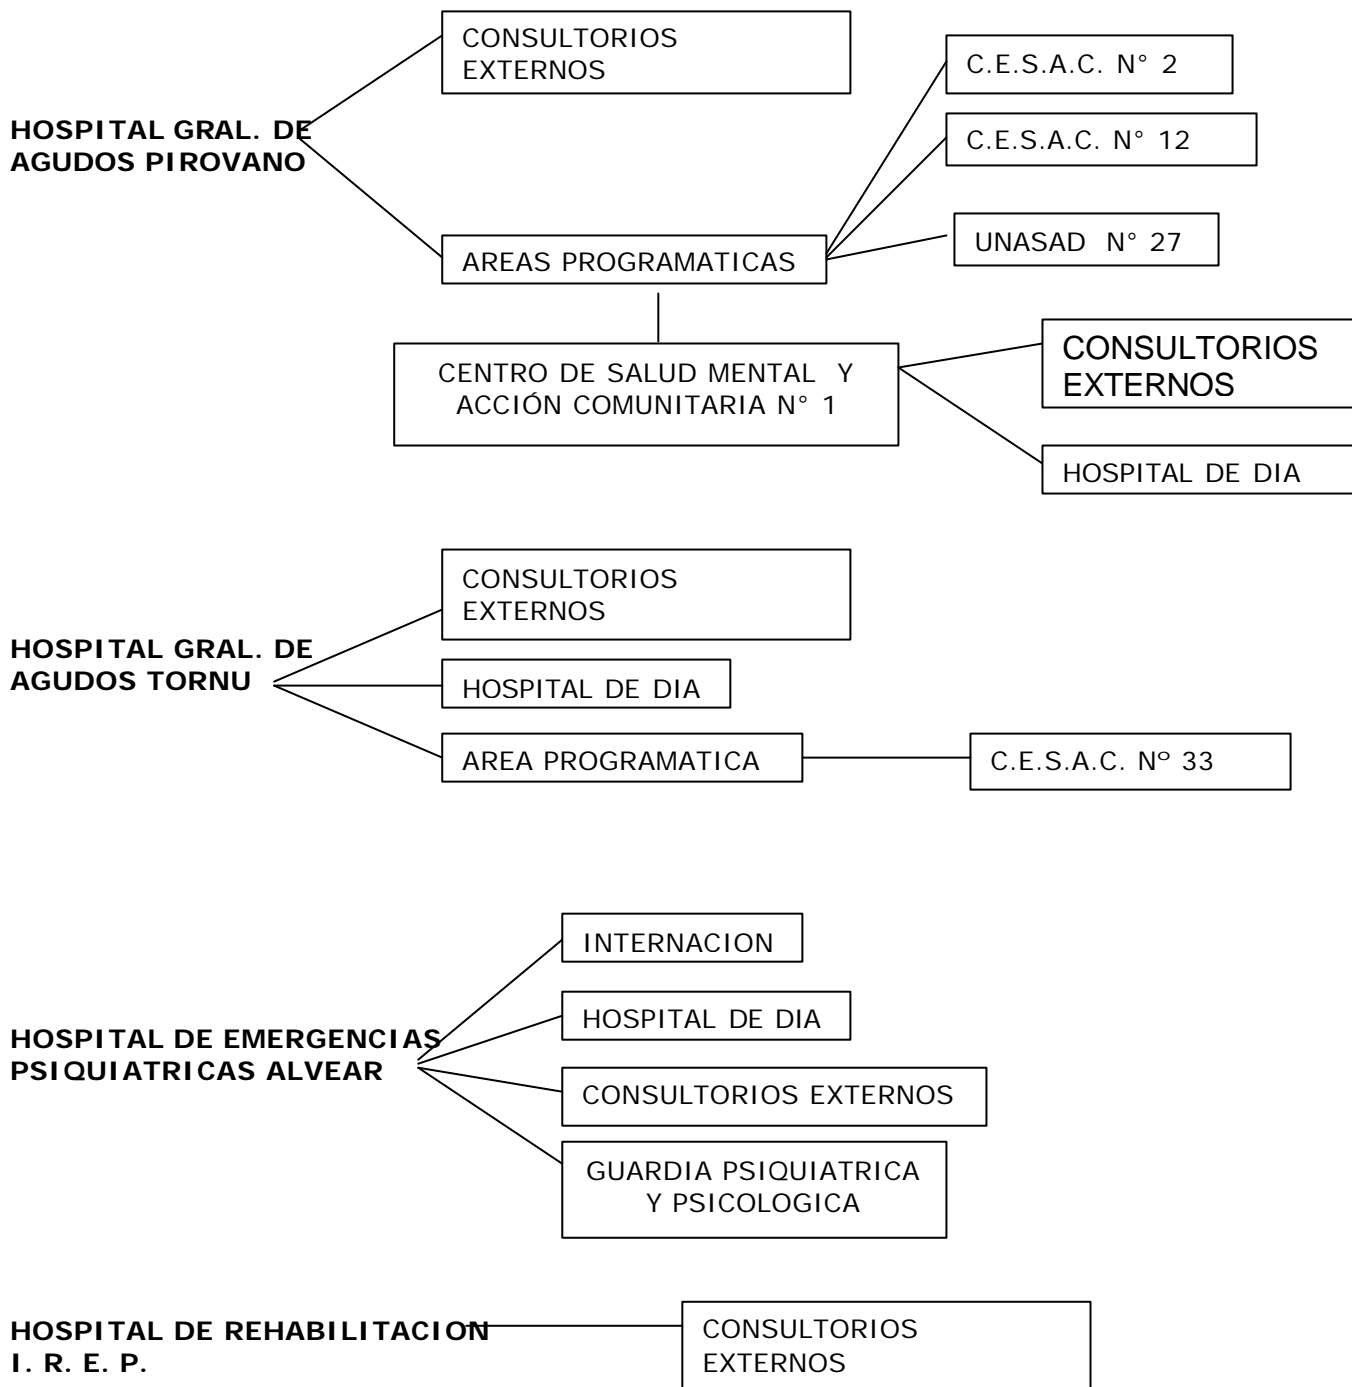 HOSPITAL GRAL. DE
AGUDOS PIROVANO
CONSULTORIOS
EXTERNOS
AREAS PROGRAMATICAS
C.E.S.A.C. N° 2
C.E.S.A.C. N° 12
UNASAD N° 27
CENTRO DE SALUD MENTAL Y
ACCIÓN COMUNITARIA N° 1
CONSULTORIOS
EXTERNOS
HOSPITAL DE DIA
HOSPITAL GRAL. DE
AGUDOS TORNU
CONSULTORIOS
EXTERNOS
HOSPITAL DE DIA
AREA PROGRAMATICA
C.E.S.A.C. Nº 33
HOSPITAL DE EMERGENCIAS
PSIQUIATRICAS ALVEAR
INTERNACION
HOSPITAL DE DIA
CONSULTORIOS EXTERNOS
GUARDIA PSIQUIATRICA
Y PSICOLOGICA
HOSPITAL DE REHABILITACION
I. R. E. P.
CONSULTORIOS
EXTERNOS